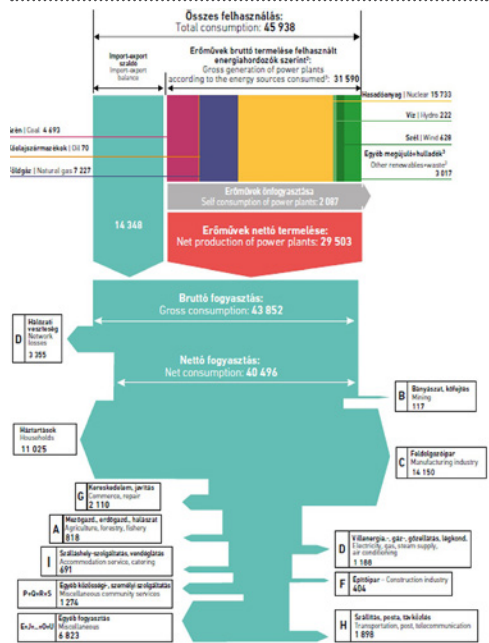 Összes felhasználás:
Total consumption: 45 938
Import-export
szaldó
Import-export
balance
Erőművek bruttó termelése felhasznált
energiahordozók szerint²:
Gross generation of power plants
according to the energy sources consumed²: 31 590
Hasadóanyag | Nuclear 15 733
Víz | Hydro 222
Szél | Wind 628
Egyéb megújuló+hulladék²
Other renewables+waste²
3 017
Szén | Coal 4 693
Kőolajszármazékok | Oil 70
Földgáz | Natural gas 7 227
Erőművek önfogyasztása
Self consumption of power plants: 2 087
14 348
Erőművek nettó termelése:
Net production of power plants: 29 503
Bruttó fogyasztás:
Gross consumption: 43 852
D
Hálózati
veszteség
Network
losses
3 355
Nettó fogyasztás:
Net consumption: 40 496
B
Bányászat, kőfejtés
Mining
117
Háztartások
Households
11 025
C
Feldolgozóipar
Manufacturing industry
14 150
G
Kereskedelem, javítás
Commerce, repair
2 110
A
Mezőgazd., erdőgazd., halászat
Agriculture, forestry, fishery
818
D
Villanenergia-, gáz-, gőzellátás, légkond.
Electricity, gas, steam supply,
air conditioning
1 188
I
Szálláshely-szolgáltatás, vendéglátás
Accommodation service, catering
691
F
Építőipar - Construction industry
404
P+Q+R+S
Egyéb közösségi-, személyi szolgáltatás
Miscellaneous community services
1 274
H
Szállítás, posta, távközlés
Transportation, post, telecommunication
1 898
E+J+...+O+U
Egyéb fogyasztás
Miscellaneous
6 823